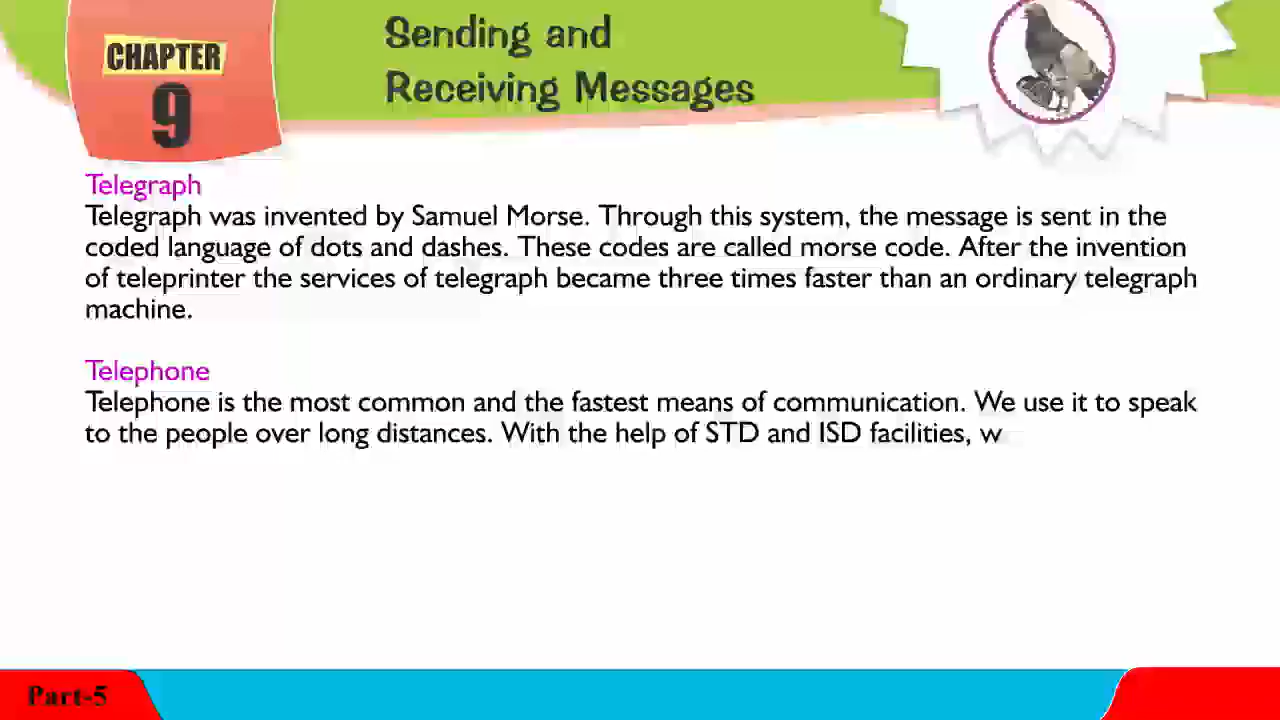 CHAPTER
9
Sending and
Receiving Messages
Telegraph
Telegraph was invented by Samuel Morse. Through this system, the message is sent in the
coded language of dots and dashes. These codes are called morse code. After the invention
of teleprinter the services of telegraph became three times faster than an ordinary telegraph
machine.
Telephone
Telephone is the most common and the fastest means of communication. We use it to speak
to the people over long distances. With the help of STD and ISD facilities, w
Part-5